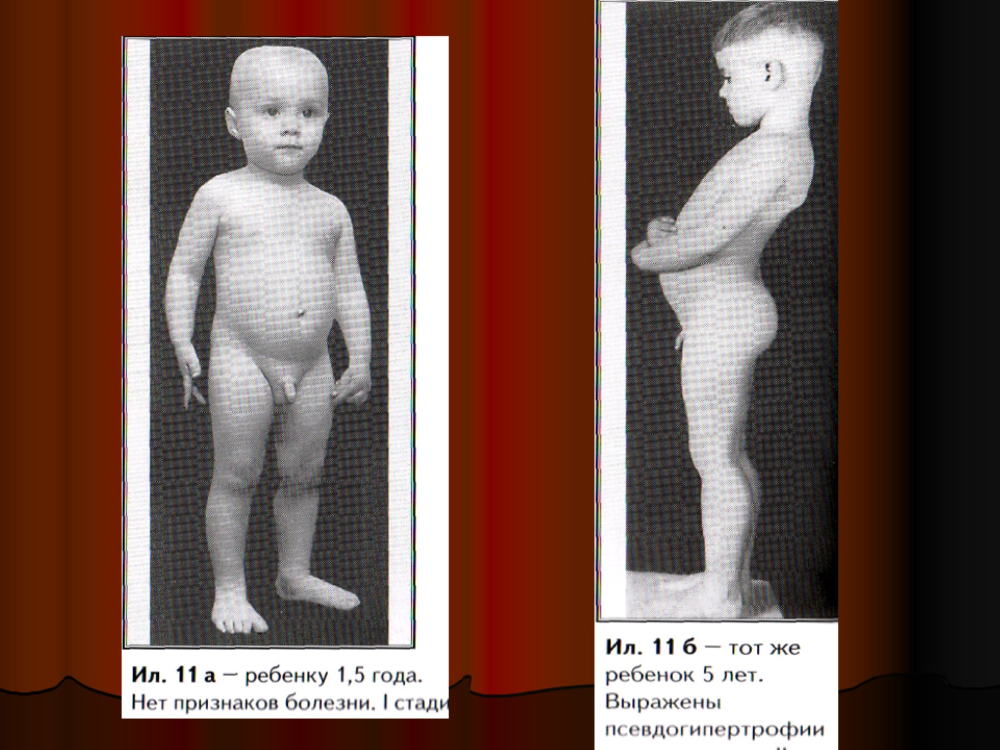 Ил. 11 а — ребенку 1,5 года.
Нет признаков болезни. I стади
Ил. 11 б — тот же
ребенок 5 лет.
Выражены
псевдогипертрофии